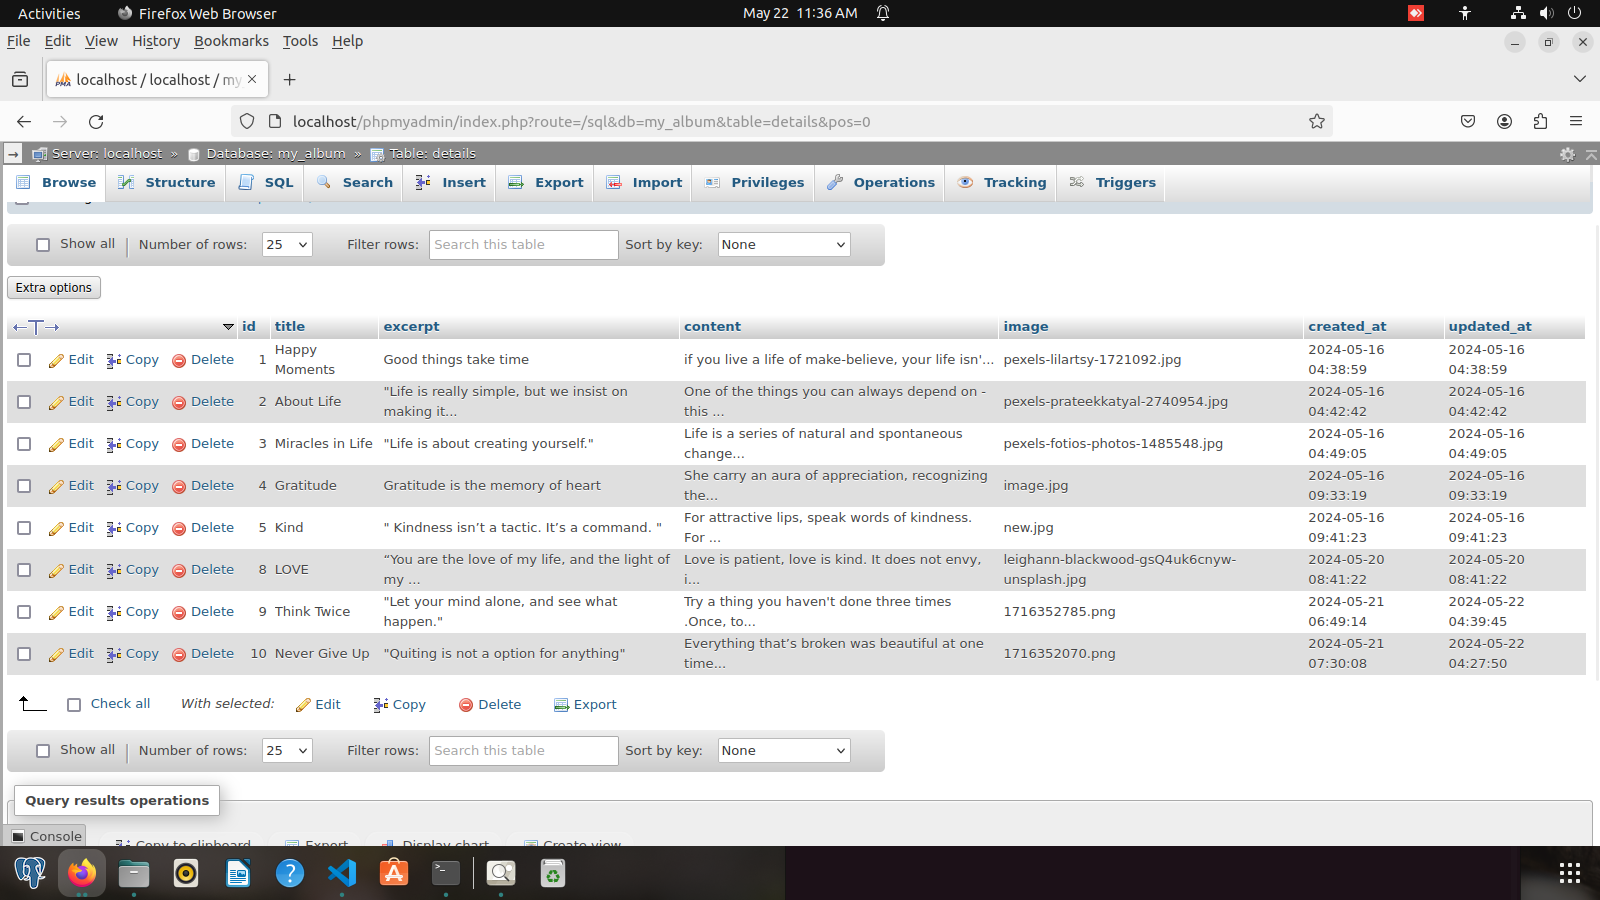 Activities Firefox Web Browser May 22 11:36 AM
File Edit View History Bookmarks Tools Help
localhost / localhost / my
localhost/phpmyadmin/index.php?route=/sql&db=my_album&table=details&pos=0
Server: localhost » Database: my_album » Table: details
Browse Structure SQL Search Insert Export Import Privileges Operations Tracking Triggers
Show all Number of rows: 25 Filter rows: Search this table Sort by key: None
Extra options
←T→ id title excerpt content image created_at updated_at
Edit Copy Delete 1 Happy Moments Good things take time if you live a life of make-believe, your life isn'... pexels-lilartsy-1721092.jpg 2024-05-16 04:38:59 2024-05-16 04:38:59
Edit Copy Delete 2 About Life "Life is really simple, but we insist on making it... One of the things you can always depend on - this ... pexels-prateekkatyal-2740954.jpg 2024-05-16 04:42:42 2024-05-16 04:42:42
Edit Copy Delete 3 Miracles in Life "Life is about creating yourself." Life is a series of natural and spontaneous change... pexels-fotios-photos-1485548.jpg 2024-05-16 04:49:05 2024-05-16 04:49:05
Edit Copy Delete 4 Gratitude Gratitude is the memory of heart She carry an aura of appreciation, recognizing the... image.jpg 2024-05-16 09:33:19 2024-05-16 09:33:19
Edit Copy Delete 5 Kind " Kindness isn’t a tactic. It’s a command. " For attractive lips, speak words of kindness. For ... new.jpg 2024-05-16 09:41:23 2024-05-16 09:41:23
Edit Copy Delete 8 LOVE “You are the love of my life, and the light of my ... Love is patient, love is kind. It does not envy, i... leighann-blackwood-gsQ4uk6cnyw-unsplash.jpg 2024-05-20 08:41:22 2024-05-20 08:41:22
Edit Copy Delete 9 Think Twice "Let your mind alone, and see what happen." Try a thing you haven't done three times .Once, to... 1716352785.png 2024-05-21 06:49:14 2024-05-22 04:39:45
Edit Copy Delete 10 Never Give Up "Quiting is not a option for anything" Everything that’s broken was beautiful at one time... 1716352070.png 2024-05-21 07:30:08 2024-05-22 04:27:50
Check all With selected: Edit Copy Delete Export
Show all Number of rows: 25 Filter rows: Search this table Sort by key: None
Query results operations
Console
Copy to clipboard Export Display chart Create view